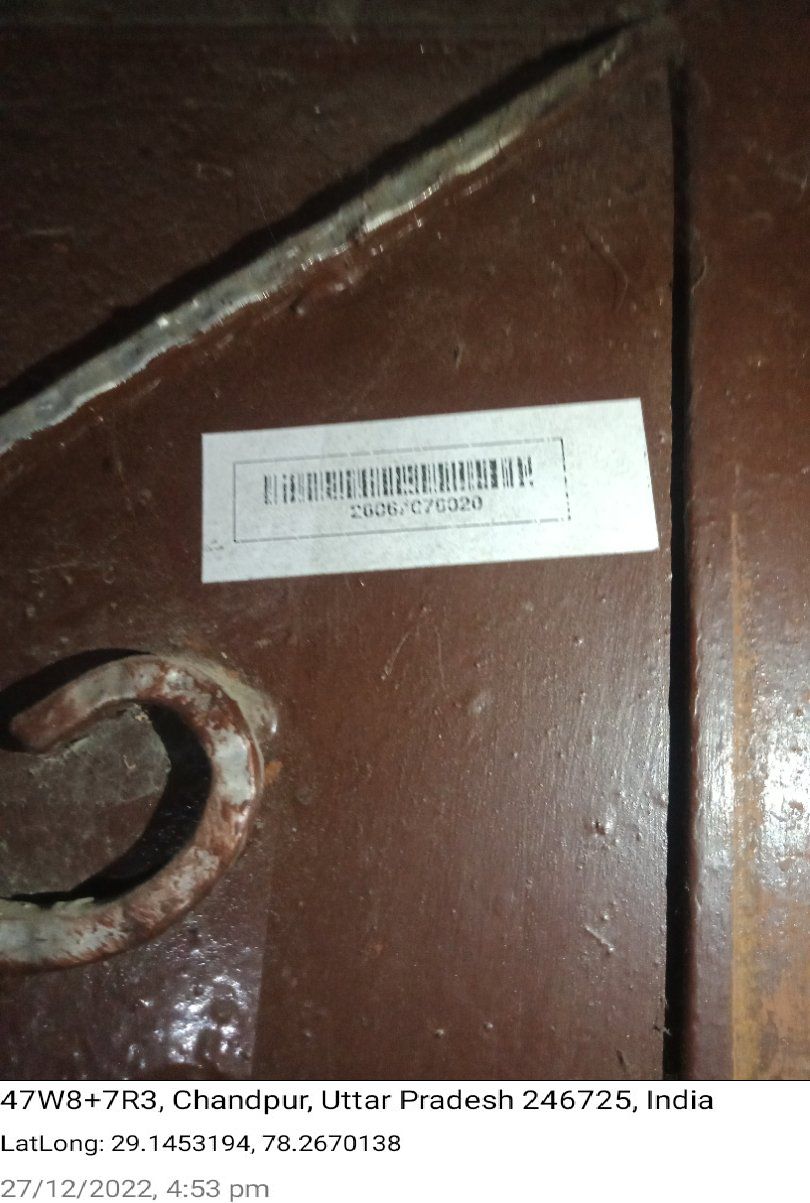 47W8+7R3, Chandpur, Uttar Pradesh 246725, India
LatLong: 29.1453194, 78.2670138
27/12/2022, 4:53 pm